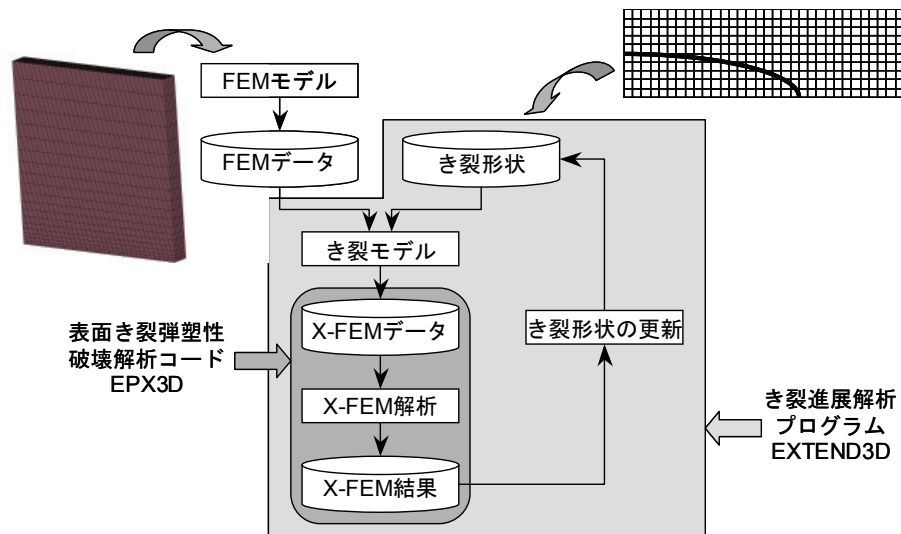 FEMモデル
FEMデータ
き裂形状
き裂モデル
X-FEMデータ
X-FEM解析
X-FEM結果
き裂形状の更新
表面き裂弾塑性
破壊解析コード
EPX3D
き裂進展解析
プログラム
EXTEND3D